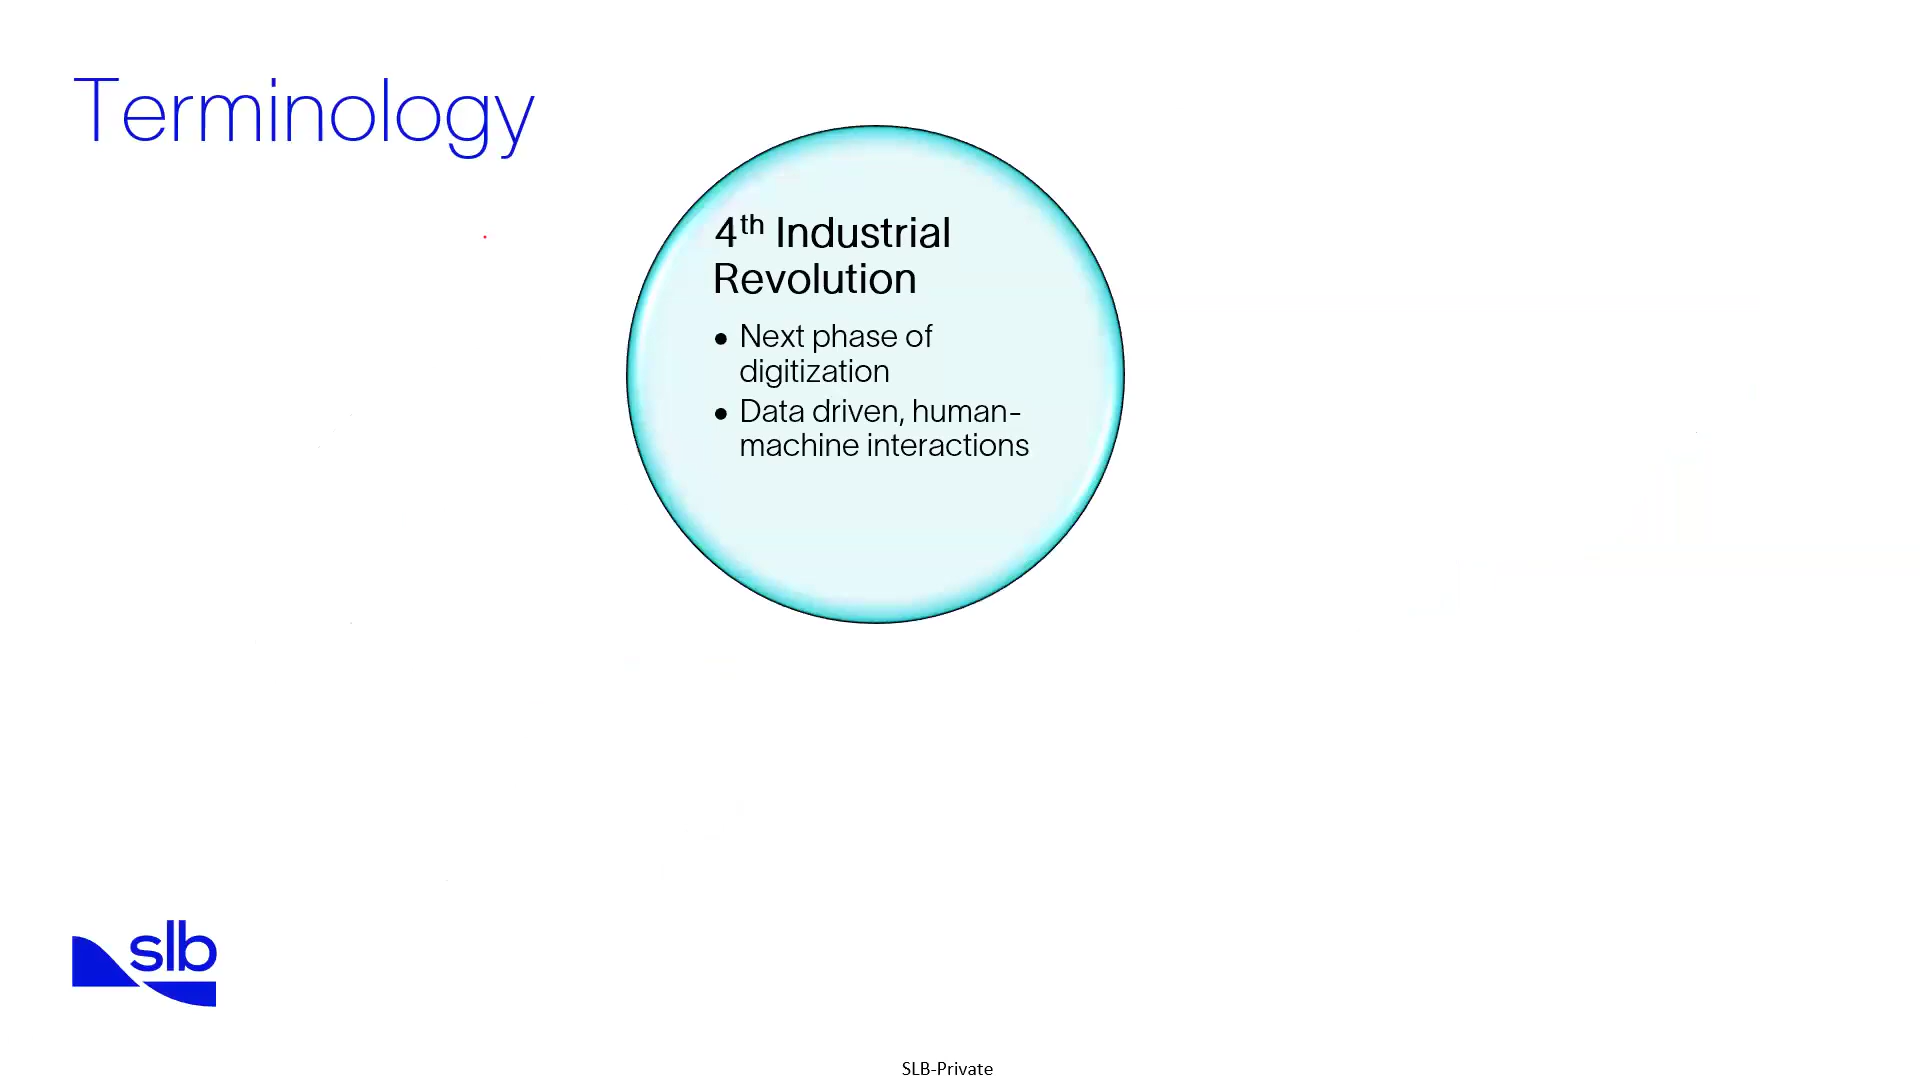 Terminology
4th Industrial
Revolution
• Next phase of
digitization
• Data driven, human-
machine interactions
slb
SLB-Private